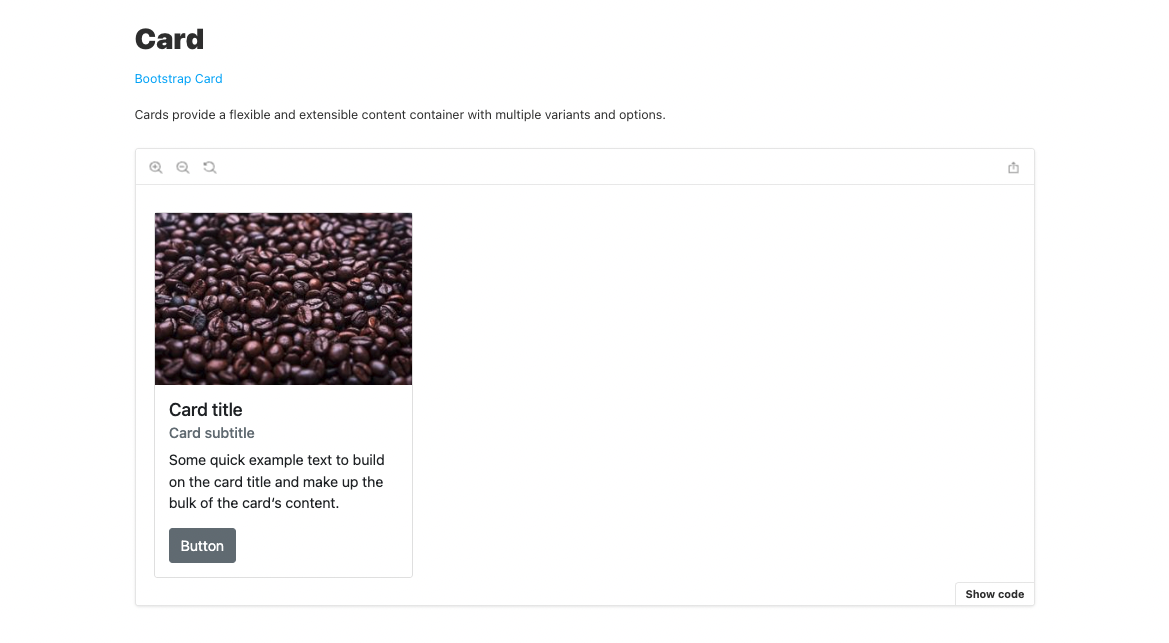 Card
Bootstrap Card
Cards provide a flexible and extensible content container with multiple variants and options.
Card title
Card subtitle
Some quick example text to build
on the card title and make up the
bulk of the card‘s content.
Button
Show code